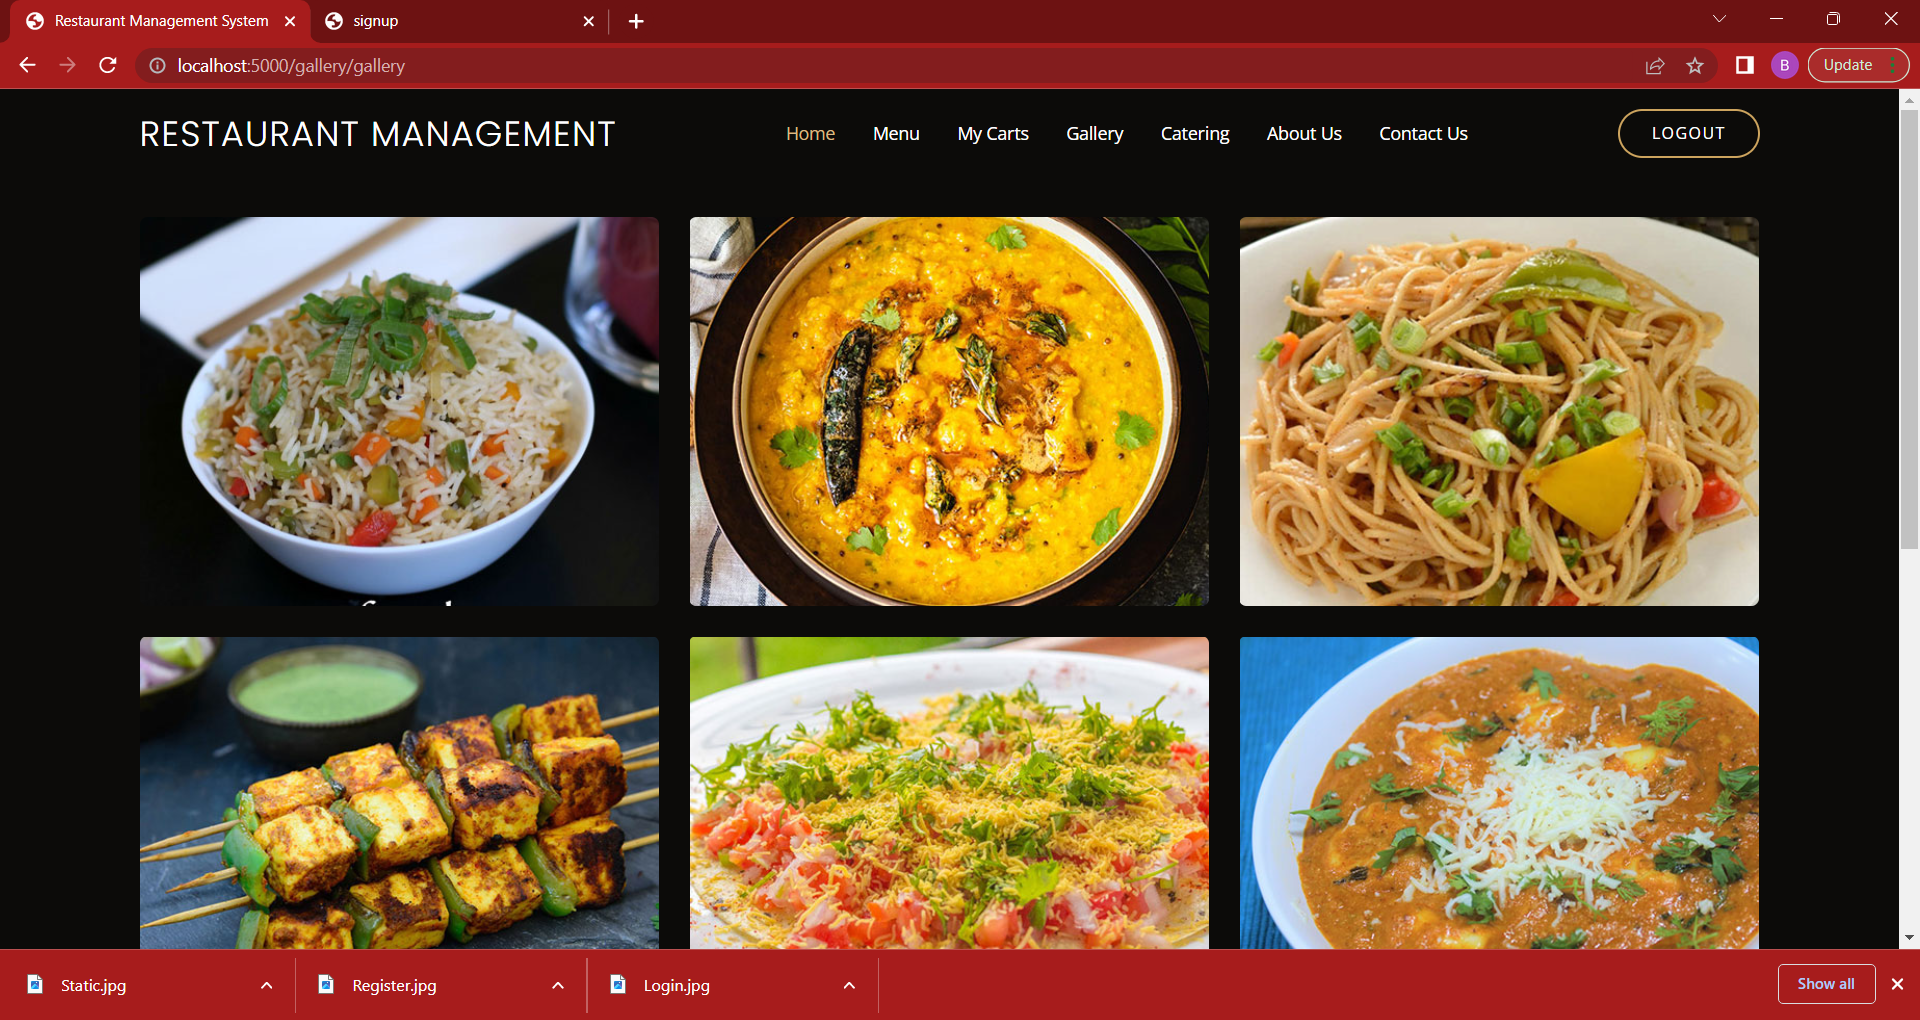 Restaurant Management System
signup
localhost:5000/gallery/gallery
B
Update
RESTAURANT MANAGEMENT
Home
Menu
My Carts
Gallery
Catering
About Us
Contact Us
LOGOUT
Static.jpg
Register.jpg
Login.jpg
Show all